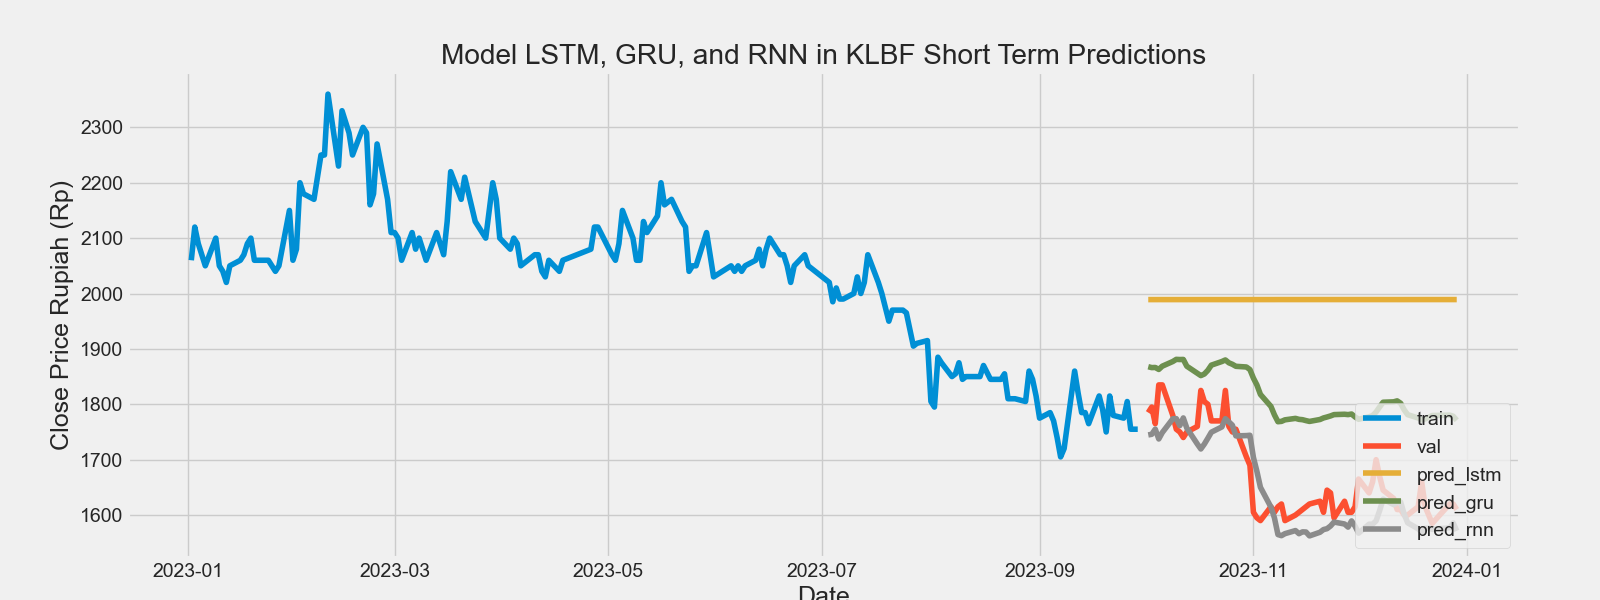 Model LSTM, GRU, and RNN in KLBF Short Term Predictions
Close Price Rupiah (Rp)
2300
2200
2100
2000
1900
1800
1700
1600
train
val
pred_lstm
pred_gru
pred_rnn
2023-01 2023-03 2023-05 2023-07 2023-09 2023-11 2024-01
Date